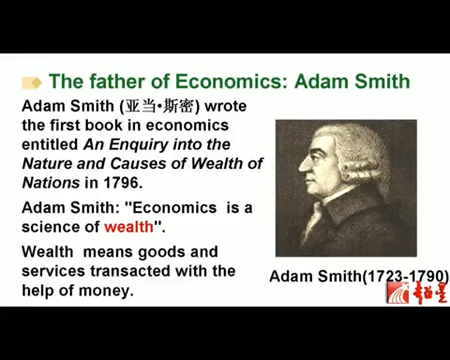 The father of Economics: Adam Smith
Adam Smith (亚当•斯密) wrote
the first book in economics
entitled An Enquiry into the
Nature and Causes of Wealth of
Nations in 1796.
Adam Smith: "Economics is a
science of wealth".
Wealth means goods and
services transacted with the
help of money.
Adam Smith(1723-1790)